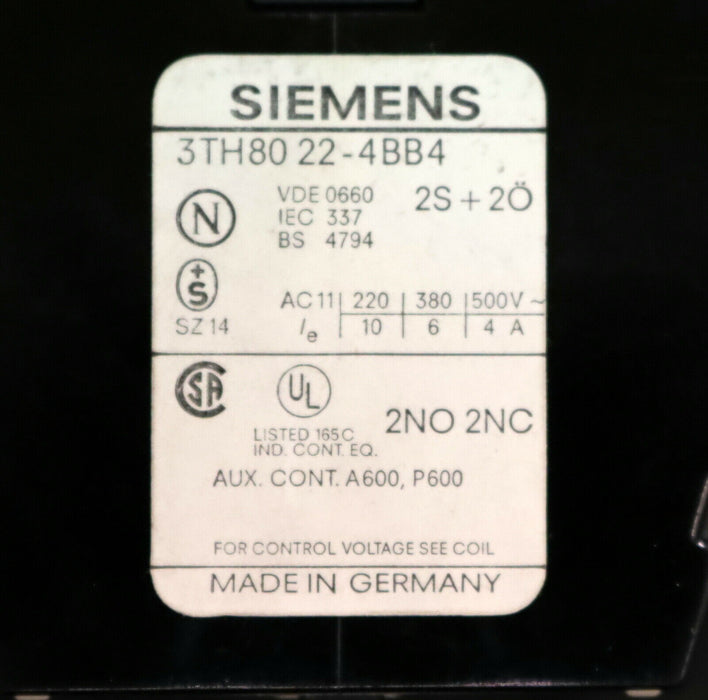 SIEMENS
3TH80 22-4BB4
N
VDE 0660
IEC 337
BS 4794
2S + 2Ö
+S
SZ 14
AC 11 220 380 500V ~
Ie 10 6 4 A
CSA
UL
LISTED 165C
IND. CONT. EQ.
2NO 2NC
AUX. CONT. A600, P600
FOR CONTROL VOLTAGE SEE COIL
MADE IN GERMANY